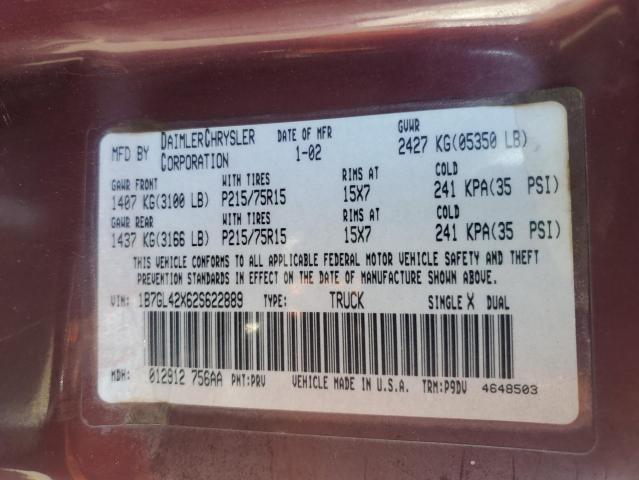 MFD BY DAIMLERCHRYSLER CORPORATION DATE OF MFR 1-02 GVWR 2427 KG(05350 LB)
GAWR FRONT WITH TIRES RIMS AT COLD
1407 KG(3100 LB) P215/75R15 15X7 241 KPA(35 PSI)
GAWR REAR WITH TIRES RIMS AT COLD
1437 KG(3166 LB) P215/75R15 15X7 241 KPA(35 PSI)
THIS VEHICLE CONFORMS TO ALL APPLICABLE FEDERAL MOTOR VEHICLE SAFETY AND THEFT
PREVENTION STANDARDS IN EFFECT ON THE DATE OF MANUFACTURE SHOWN ABOVE.
VIN: 1B7GL42X62S622889 TYPE: TRUCK SINGLE X DUAL
MDH: 012912 756AA PNT:PRV VEHICLE MADE IN U.S.A. TRM:P9DV 4648503